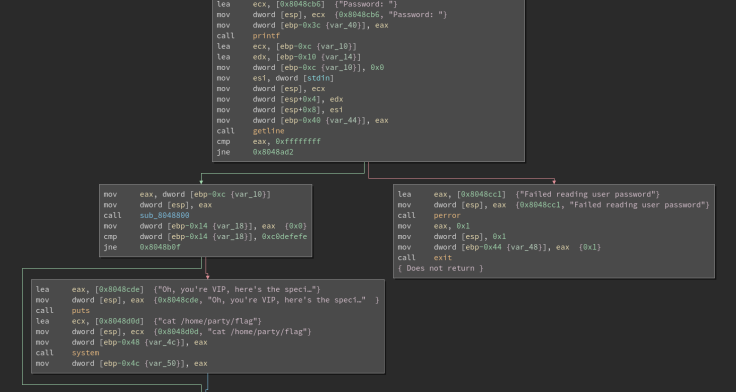 lea ecx, [0x8048cb6] {"Password: "}
mov dword [esp], ecx {0x8048cb6, "Password: "}
mov dword [ebp-0x3c {var_40}], eax
call printf
lea ecx, [ebp-0xc {var_10}]
lea edx, [ebp-0x10 {var_14}]
mov dword [ebp-0xc {var_10}], 0x0
mov esi, dword [stdin]
mov dword [esp], ecx
mov dword [esp+0x4], edx
mov dword [esp+0x8], esi
mov dword [ebp-0x40 {var_44}], eax
call getline
cmp eax, 0xffffffff
jne 0x8048ad2
mov eax, dword [ebp-0xc {var_10}]
mov dword [esp], eax
call sub_8048800
mov dword [ebp-0x14 {var_18}], eax {0x0}
cmp dword [ebp-0x14 {var_18}], 0xc0defefe
jne 0x8048b0f
lea eax, [0x8048cc1] {"Failed reading user password"}
mov dword [esp], eax {0x8048cc1, "Failed reading user password"}
call perror
mov eax, 0x1
mov dword [esp], 0x1
mov dword [ebp-0x44 {var_48}], eax {0x1}
call exit
{ Does not return }
lea eax, [0x8048cde] {"Oh, you're VIP, here's the speci…"}
mov dword [esp], eax {0x8048cde, "Oh, you're VIP, here's the speci…" }
call puts
lea ecx, [0x8048d0d] {"cat /home/party/flag"}
mov dword [esp], ecx {0x8048d0d, "cat /home/party/flag"}
mov dword [ebp-0x48 {var_4c}], eax
call system
mov dword [ebp-0x4c {var_50}], eax